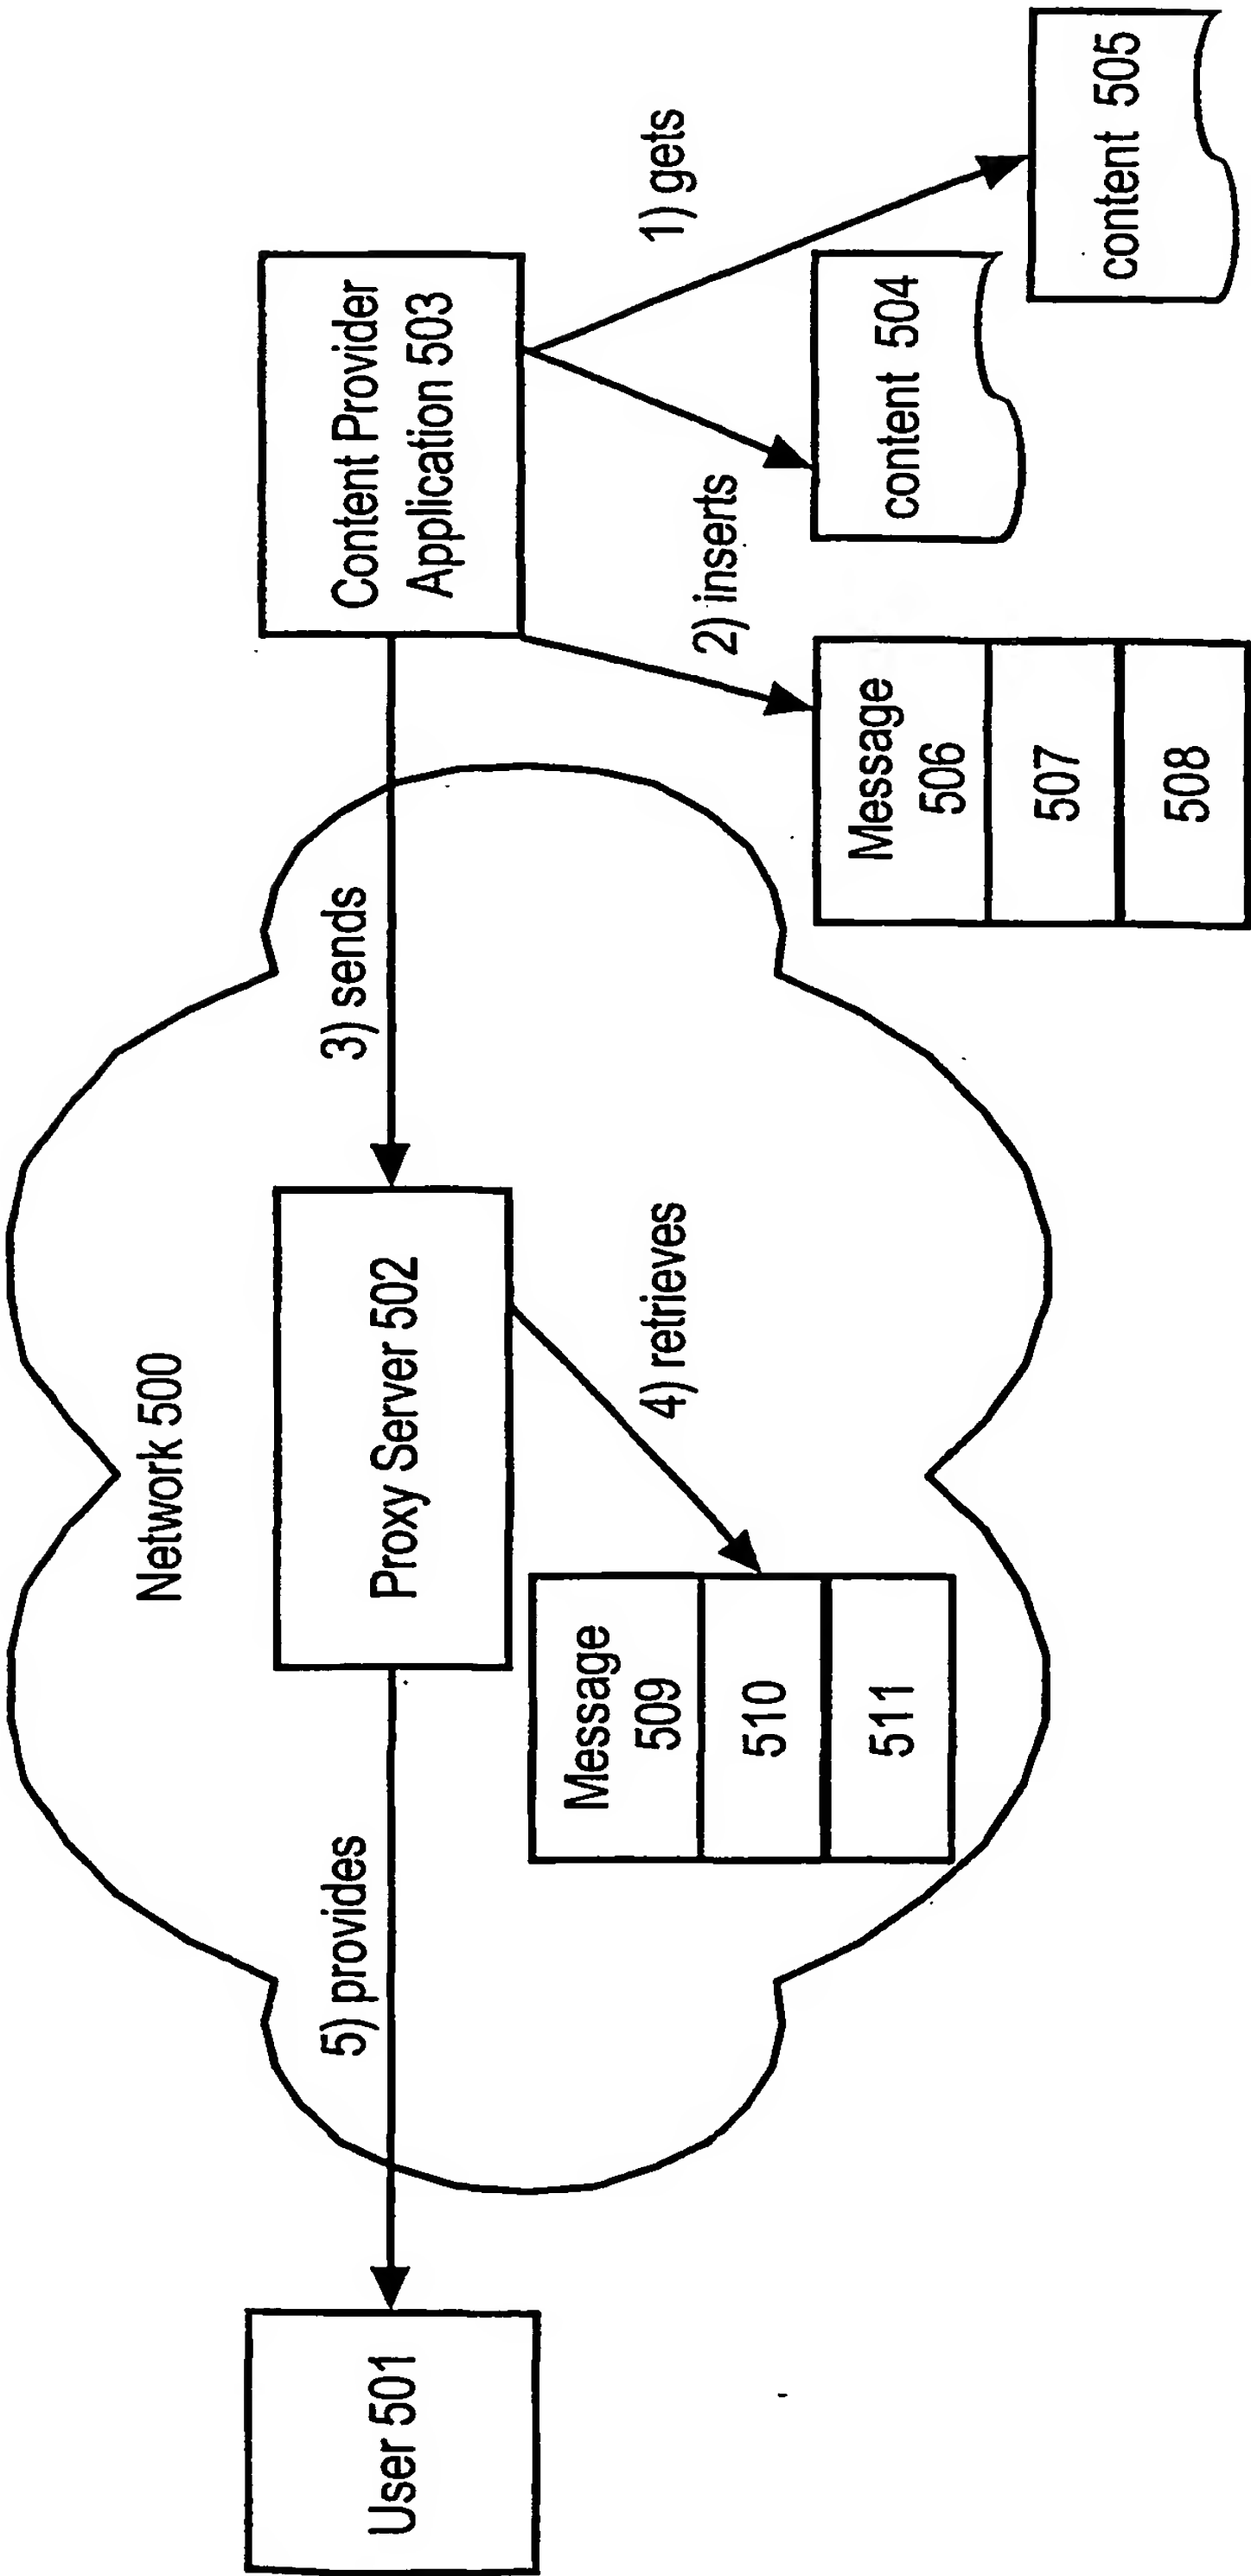 Network 500
User 501
5) provides
Proxy Server 502
3) sends
Content Provider
Application 503
4) retrieves
Message
509
510
511
2) inserts
1) gets
Message
506
507
508
content 504
content 505